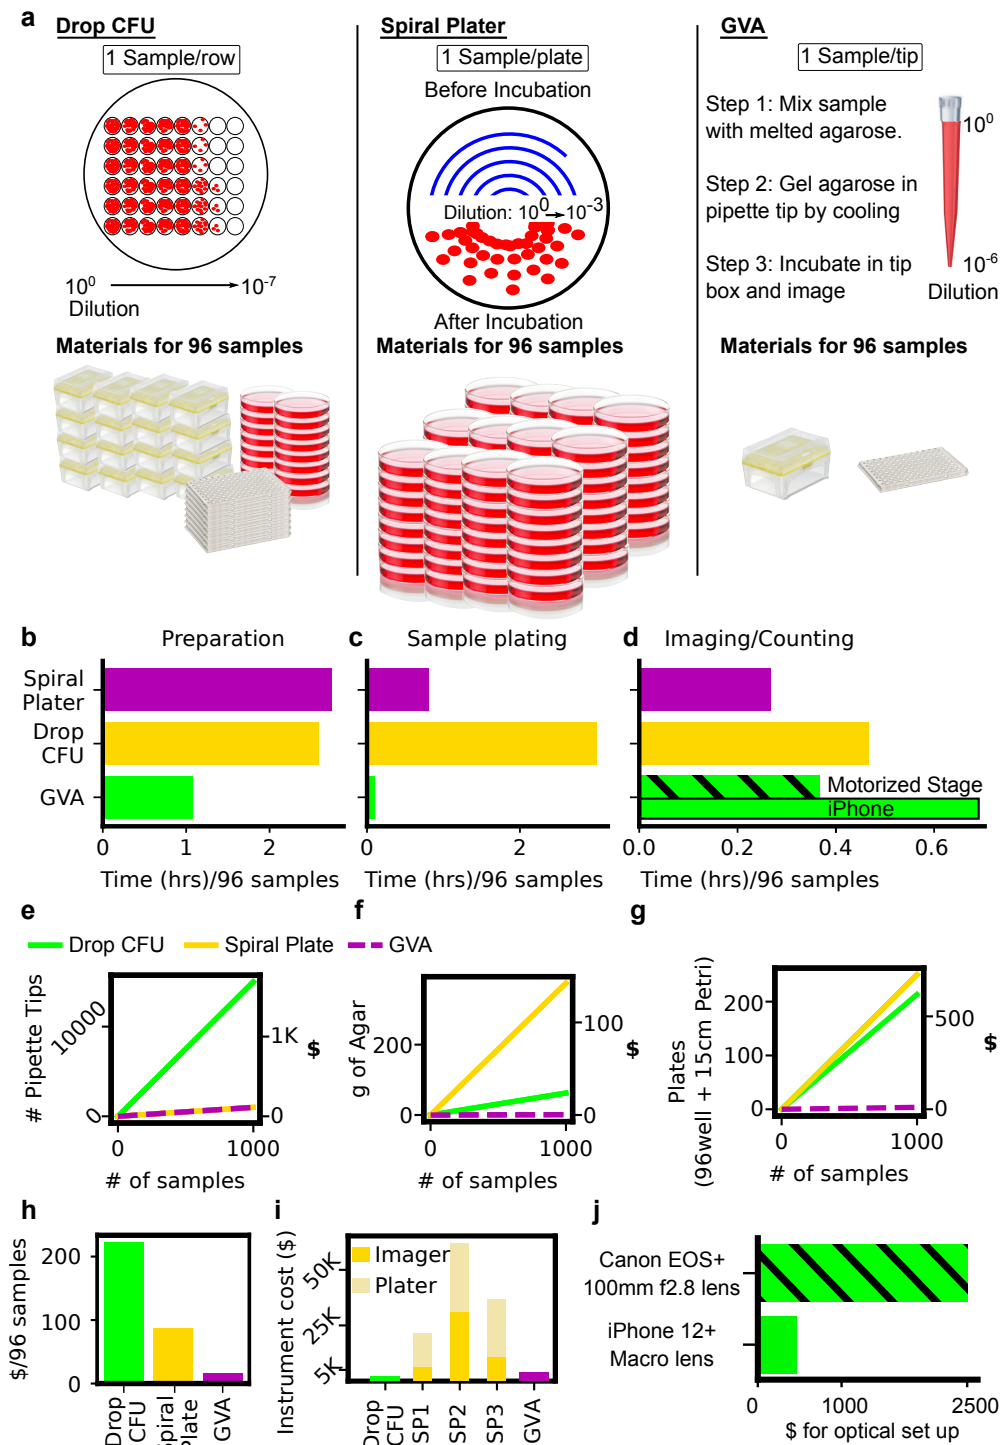 a
Drop CFU
1 Sample/row
10⁰
10⁻⁷
Dilution
Materials for 96 samples
Spiral Plater
1 Sample/plate
Before Incubation
Dilution: 10⁰ → 10⁻³
After Incubation
Materials for 96 samples
GVA
1 Sample/tip
Step 1: Mix sample
with melted agarose.
Step 2: Gel agarose in
pipette tip by cooling
Step 3: Incubate in tip
box and image
10⁰
10⁻⁶
Dilution
Materials for 96 samples
b
Preparation
Spiral
Plater
Drop
CFU
GVA
0 1 2
Time (hrs)/96 samples
c
Sample plating
0 2
Time (hrs)/96 samples
d
Imaging/Counting
Motorized Stage
iPhone
0.0 0.2 0.4 0.6
Time (hrs)/96 samples
e
f
g
Drop CFU Spiral Plate GVA
# Pipette Tips
10000
0
1K
0
$
0 1000
# of samples
g of Agar
200
0
100
0
$
0 1000
# of samples
Plates
(96well + 15cm Petri)
200
100
0
500
0
$
0 1000
# of samples
h
$/96 samples
200
100
0
Drop
CFU
Spiral
Plate
GVA
i
Instrument cost ($)
50K
25K
5K
Imager
Plater
Drop
CFU
SP1
SP2
SP3
GVA
j
Canon EOS+
100mm f2.8 lens
iPhone 12+
Macro lens
0 1000 2500
$ for optical set up